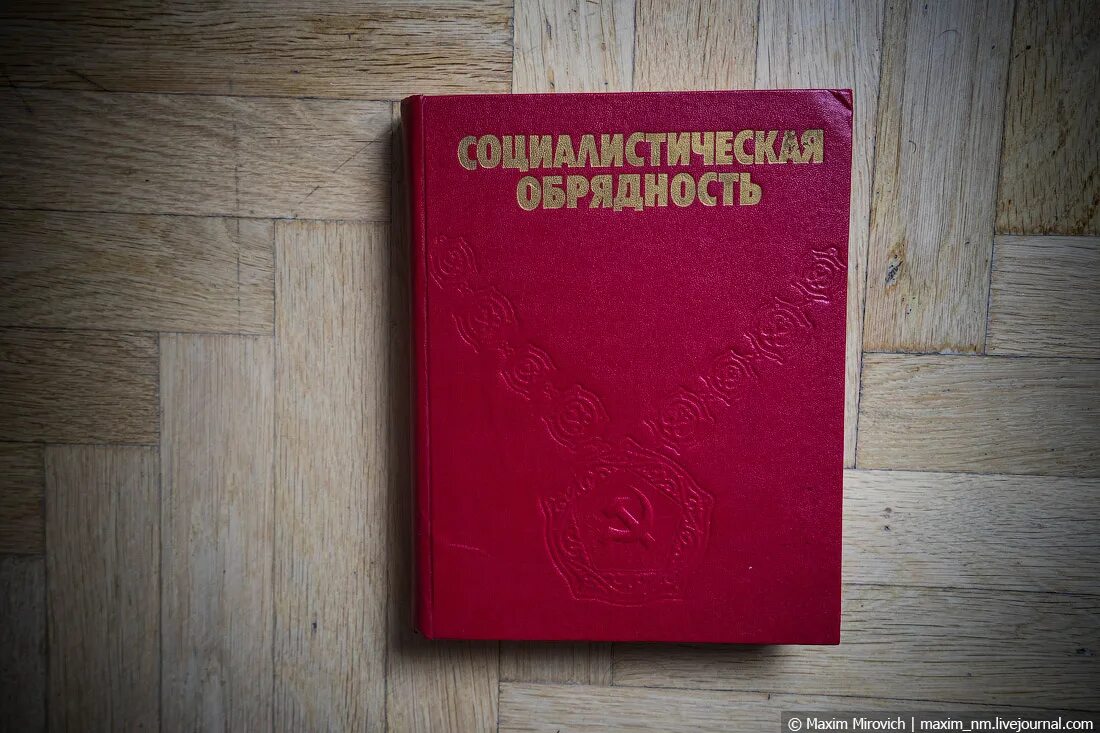 СОЦИАЛИСТИЧЕСКАЯ
ОБРЯДНОСТЬ
© Maxim Mirovich | maxim_nm.livejournal.com